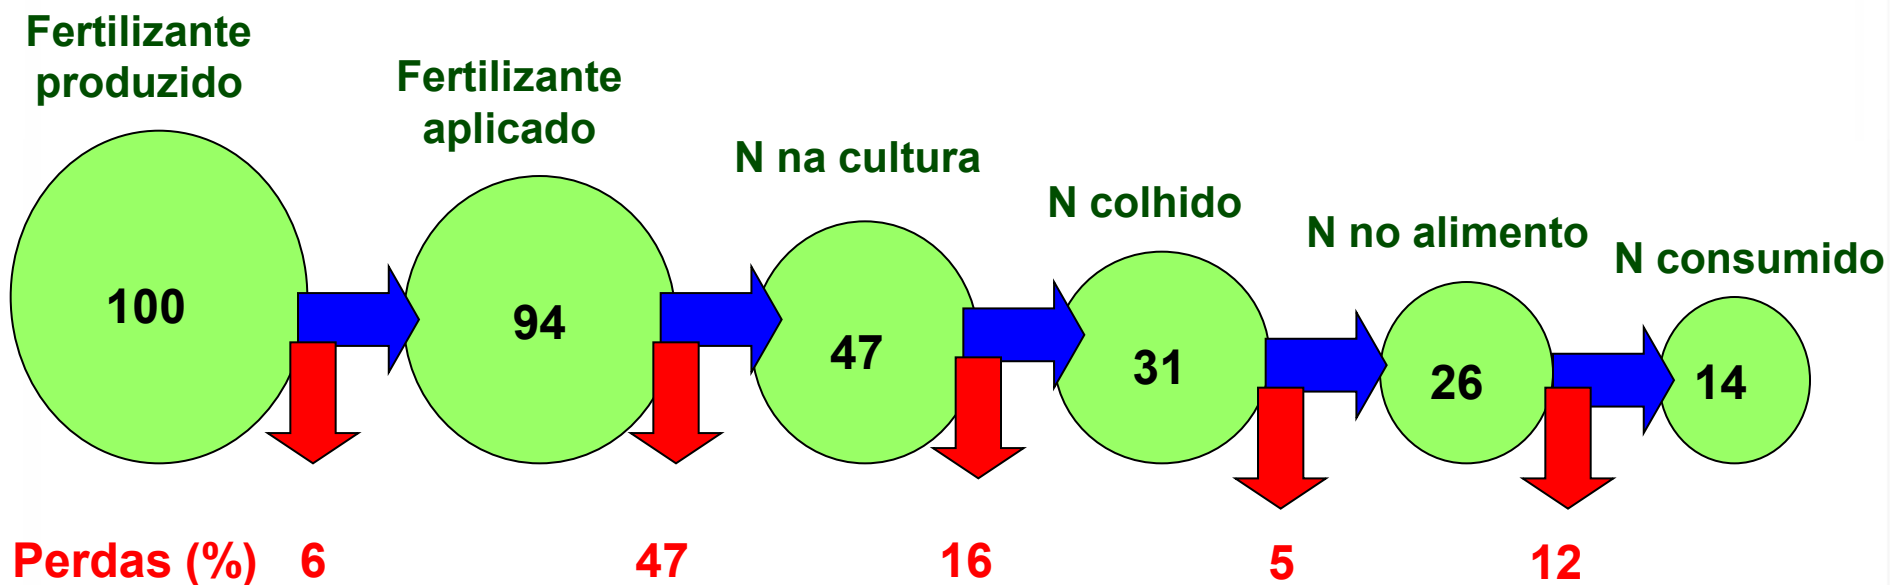 Fertilizante
produzido
Fertilizante
aplicado
N na cultura
N colhido
N no alimento
N consumido
100
94
47
31
26
14
Perdas (%) 6 47 16 5 12